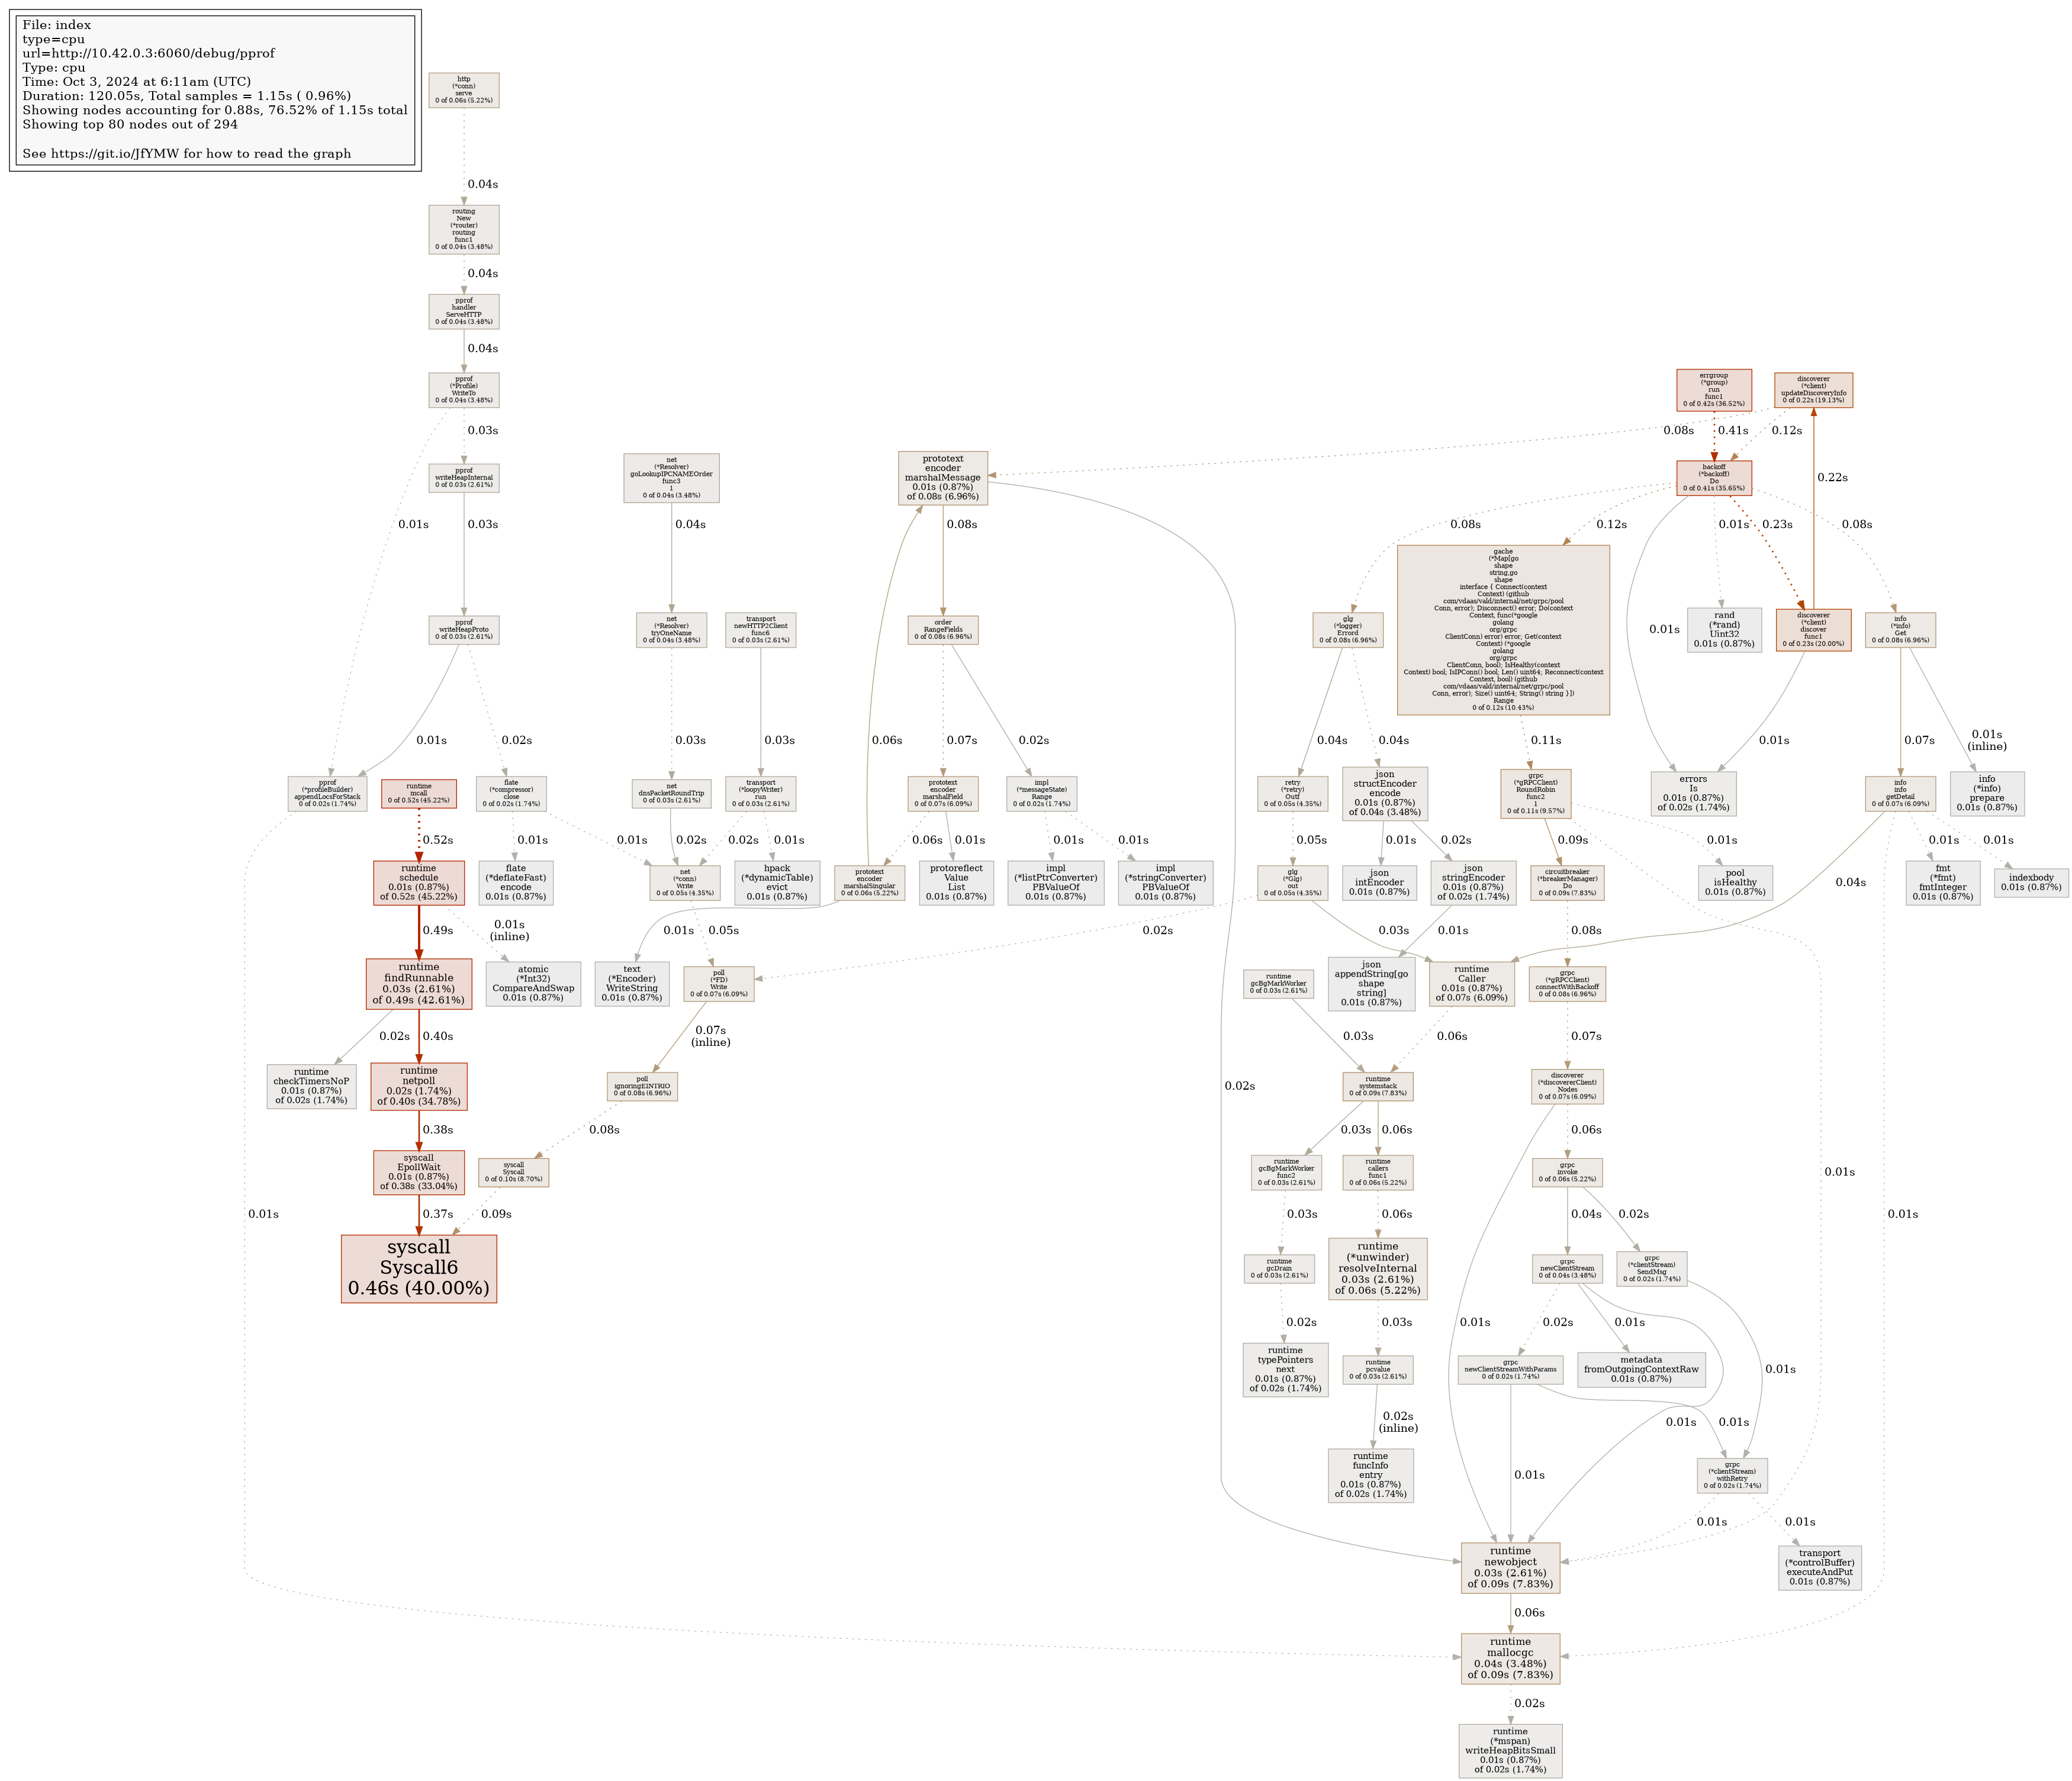 File: index
type=cpu
url=http://10.42.0.3:6060/debug/pprof
Type: cpu
Time: Oct 3, 2024 at 6:11am (UTC)
Duration: 120.05s, Total samples = 1.15s ( 0.96%)
Showing nodes accounting for 0.88s, 76.52% of 1.15s total
Showing top 80 nodes out of 294
See https://git.io/JfYMW for how to read the graph
http
(*conn)
serve
0 of 0.06s (5.22%)
0.04s
routing
New
(*router)
routing
func1
0 of 0.04s (3.48%)
0.04s
pprof
handler
ServeHTTP
0 of 0.04s (3.48%)
0.04s
pprof
(*Profile)
WriteTo
0 of 0.04s (3.48%)
errgroup
(*group)
run
func1
0 of 0.42s (36.52%)
discoverer
(*client)
updateDiscoveryInfo
0 of 0.22s (19.13%)
0.03s
0.08s
0.41s
0.12s
pprof
writeHeapInternal
0 of 0.03s (2.61%)
net
(*Resolver)
goLookupIPCNAMEOrder
func3
1
0 of 0.04s (3.48%)
prototext
encoder
marshalMessage
0.01s (0.87%)
of 0.08s (6.96%)
backoff
(*backoff)
Do
0 of 0.41s (35.65%)
0.22s
0.01s
0.03s
0.04s
0.08s
0.08s
0.12s
0.01s
0.23s
0.08s
gache
(*Map[go
shape
string,go
shape
interface { Connect(context
Context) (github
com/vdaas/vald/internal/net/grpc/pool
Conn, error); Disconnect() error; Do(context
Context, func(*google
golang
org/grpc
ClientConn) error) error; Get(context
Context) (*google
golang
org/grpc
ClientConn, bool); IsHealthy(context
Context) bool; IsIPConn() bool; Len() uint64; Reconnect(context
Context, bool) (github
com/vdaas/vald/internal/net/grpc/pool
Conn, error); Size() uint64; String() string }])
Range
0 of 0.12s (10.43%)
pprof
writeHeapProto
0 of 0.03s (2.61%)
net
(*Resolver)
tryOneName
0 of 0.04s (3.48%)
transport
newHTTP2Client
func6
0 of 0.03s (2.61%)
order
RangeFields
0 of 0.08s (6.96%)
glg
(*logger)
Errord
0 of 0.08s (6.96%)
0.01s
rand
(*rand)
Uint32
0.01s (0.87%)
discoverer
(*client)
discover
func1
0 of 0.23s (20.00%)
info
(*info)
Get
0 of 0.08s (6.96%)
0.01s
0.02s
0.03s
0.03s
0.06s
0.07s
0.02s
0.04s
0.04s
0.11s
0.01s
0.07s
0.01s
(inline)
pprof
(*profileBuilder)
appendLocsForStack
0 of 0.02s (1.74%)
runtime
mcall
0 of 0.52s (45.22%)
flate
(*compressor)
close
0 of 0.02s (1.74%)
net
dnsPacketRoundTrip
0 of 0.03s (2.61%)
transport
(*loopyWriter)
run
0 of 0.03s (2.61%)
prototext
encoder
marshalField
0 of 0.07s (6.09%)
impl
(*messageState)
Range
0 of 0.02s (1.74%)
retry
(*retry)
Outf
0 of 0.05s (4.35%)
json
structEncoder
encode
0.01s (0.87%)
of 0.04s (3.48%)
grpc
(*gRPCClient)
RoundRobin
func2
1
0 of 0.11s (9.57%)
errors
Is
0.01s (0.87%)
of 0.02s (1.74%)
info
info
getDetail
0 of 0.07s (6.09%)
info
(*info)
prepare
0.01s (0.87%)
0.52s
0.01s
0.01s
0.02s
0.02s
0.01s
0.06s
0.01s
0.01s
0.01s
0.05s
0.01s
0.02s
0.09s
0.01s
0.01s
0.01s
runtime
schedule
0.01s (0.87%)
of 0.52s (45.22%)
flate
(*deflateFast)
encode
0.01s (0.87%)
net
(*conn)
Write
0 of 0.05s (4.35%)
hpack
(*dynamicTable)
evict
0.01s (0.87%)
prototext
encoder
marshalSingular
0 of 0.06s (5.22%)
protoreflect
Value
List
0.01s (0.87%)
impl
(*listPtrConverter)
PBValueOf
0.01s (0.87%)
impl
(*stringConverter)
PBValueOf
0.01s (0.87%)
glg
(*Glg)
out
0 of 0.05s (4.35%)
json
intEncoder
0.01s (0.87%)
json
stringEncoder
0.01s (0.87%)
of 0.02s (1.74%)
circuitbreaker
(*breakerManager)
Do
0 of 0.09s (7.83%)
pool
isHealthy
0.01s (0.87%)
0.04s
fmt
(*fmt)
fmtInteger
0.01s (0.87%)
indexbody
0.01s (0.87%)
0.49s
0.01s
(inline)
0.05s
0.01s
0.02s
0.03s
0.01s
0.08s
runtime
findRunnable
0.03s (2.61%)
of 0.49s (42.61%)
atomic
(*Int32)
CompareAndSwap
0.01s (0.87%)
text
(*Encoder)
WriteString
0.01s (0.87%)
poll
(*FD)
Write
0 of 0.07s (6.09%)
runtime
gcBgMarkWorker
0 of 0.03s (2.61%)
json
appendString[go
shape
string]
0.01s (0.87%)
runtime
Caller
0.01s (0.87%)
of 0.07s (6.09%)
grpc
(*gRPCClient)
connectWithBackoff
0 of 0.08s (6.96%)
0.02s
0.40s
0.07s
(inline)
0.03s
0.06s
0.07s
runtime
checkTimersNoP
0.01s (0.87%)
of 0.02s (1.74%)
runtime
netpoll
0.02s (1.74%)
of 0.40s (34.78%)
poll
ignoringEINTRIO
0 of 0.08s (6.96%)
0.02s
runtime
systemstack
0 of 0.09s (7.83%)
discoverer
(*discovererClient)
Nodes
0 of 0.07s (6.09%)
0.38s
0.08s
0.03s
0.06s
0.06s
0.01s
syscall
EpollWait
0.01s (0.87%)
of 0.38s (33.04%)
syscall
Syscall
0 of 0.10s (8.70%)
runtime
gcBgMarkWorker
func2
0 of 0.03s (2.61%)
runtime
callers
func1
0 of 0.06s (5.22%)
grpc
invoke
0 of 0.06s (5.22%)
0.01s
0.37s
0.09s
0.03s
0.06s
0.04s
0.02s
0.01s
syscall
Syscall6
0.46s (40.00%)
runtime
gcDrain
0 of 0.03s (2.61%)
runtime
(*unwinder)
resolveInternal
0.03s (2.61%)
of 0.06s (5.22%)
grpc
newClientStream
0 of 0.04s (3.48%)
grpc
(*clientStream)
SendMsg
0 of 0.02s (1.74%)
0.02s
0.03s
0.01s
0.02s
0.01s
runtime
typePointers
next
0.01s (0.87%)
of 0.02s (1.74%)
runtime
pcvalue
0 of 0.03s (2.61%)
grpc
newClientStreamWithParams
0 of 0.02s (1.74%)
metadata
fromOutgoingContextRaw
0.01s (0.87%)
0.01s
0.02s
(inline)
0.01s
0.01s
runtime
funcInfo
entry
0.01s (0.87%)
of 0.02s (1.74%)
0.01s
grpc
(*clientStream)
withRetry
0 of 0.02s (1.74%)
0.01s
0.01s
runtime
newobject
0.03s (2.61%)
of 0.09s (7.83%)
transport
(*controlBuffer)
executeAndPut
0.01s (0.87%)
0.06s
runtime
mallocgc
0.04s (3.48%)
of 0.09s (7.83%)
0.02s
runtime
(*mspan)
writeHeapBitsSmall
0.01s (0.87%)
of 0.02s (1.74%)